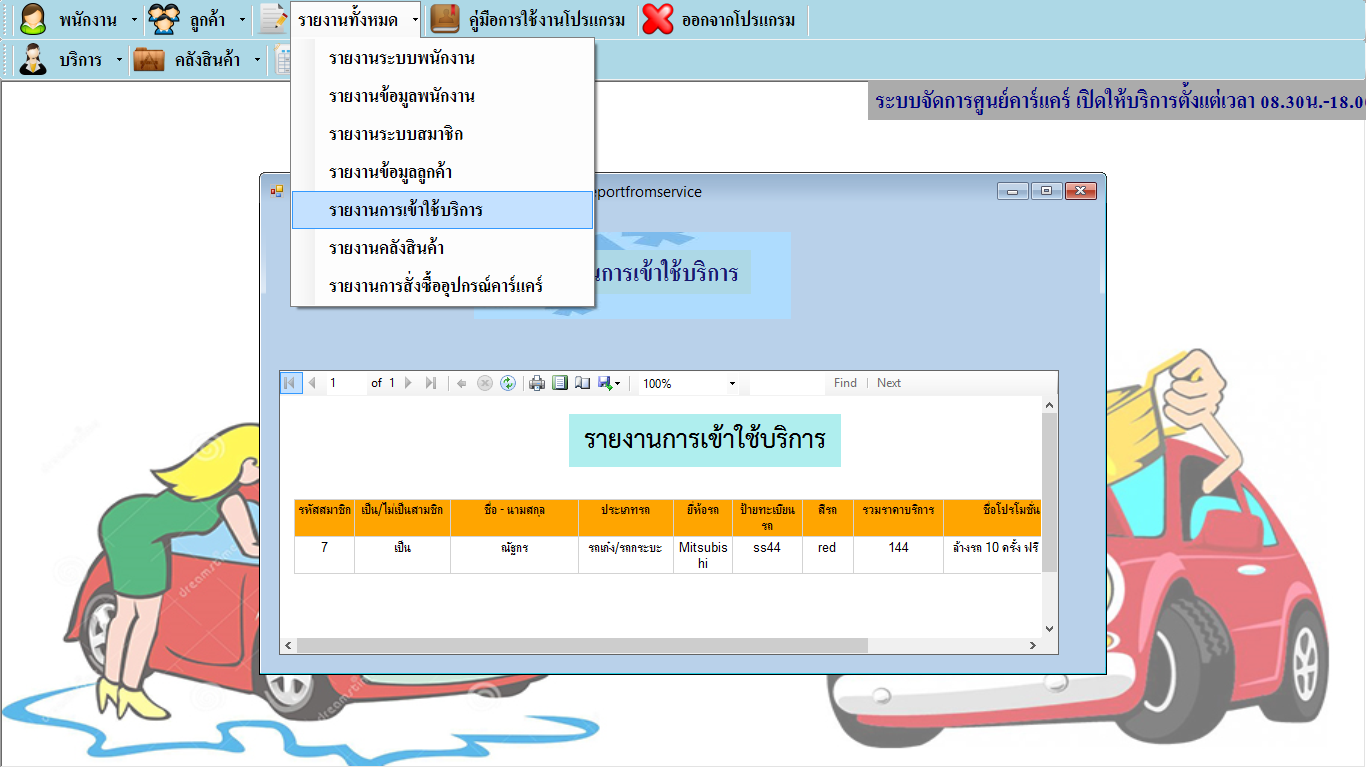 พนักงาน ลูกค้า รายงานทั้งหมด คู่มือการใช้งานโปรแกรม ออกจากโปรแกรม
บริการ คลังสินค้า
รายงานระบบพนักงาน
รายงานข้อมูลพนักงาน
รายงานระบบสมาชิก
รายงานข้อมูลลูกค้า
รายงานการเข้าใช้บริการ
รายงานคลังสินค้า
รายงานการสั่งซื้ออุปกรณ์คาร์แคร์
ระบบจัดการศูนย์คาร์แคร์ เปิดให้บริการตั้งแต่เวลา 08.30น.-18.0
eportfromservice
นการเข้าใช้บริการ
1 of 1 100% Find | Next
รายงานการเข้าใช้บริการ
รหัสสมาชิก เป็น/ไม่เป็นสามชิก ชื่อ - นามสกุล ประเภทรถ ยี่ห้อรถ ป้ายทะเบียน สีรถ รวมราคาบริการ ชื่อโปรโมชั่น
รถ
7 เป็น ณัฐกร รถเก๋ง/รถกระบะ Mitsubis ss44 red 144 ล้างรถ 10 ครั้ง ฟรี
hi
dreamstime